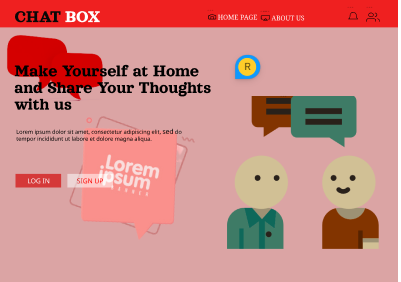 CHAT BOX
HOME PAGE
ABOUT US
Make Yourself at Home
and Share Your Thoughts
with us
R
Lorem ipsum dolor sit amet, consectetur adipiscing elit, sed do
tempor incididunt ut labore et dolore magna aliqua.
Lorem
ipsum
LOG IN
SIGN UP